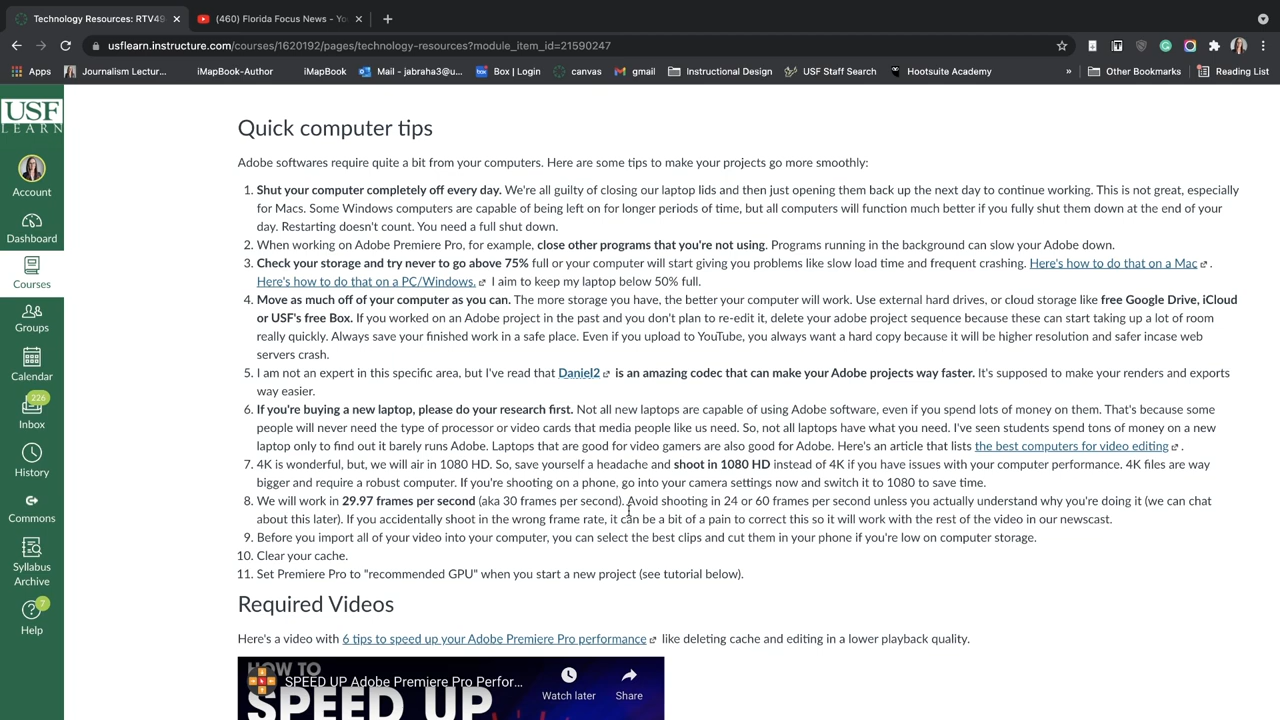 Technology Resources: RTV49
(460) Florida Focus News - Yo
usflearn.instructure.com/courses/1620192/pages/technology-resources?module_item_id=21590247
Apps
Journalism Lectur...
iMapBook-Author
iMapBook
Mail - jabraha3@u...
Box | Login
canvas
gmail
Instructional Design
USF Staff Search
Hootsuite Academy
»
Other Bookmarks
Reading List
USF
LEARN
Account
Dashboard
Courses
Groups
Calendar
226
Inbox
History
Commons
Syllabus
Archive
7
Help
Quick computer tips
Adobe softwares require quite a bit from your computers. Here are some tips to make your projects go more smoothly:
1. Shut your computer completely off every day. We're all guilty of closing our laptop lids and then just opening them back up the next day to continue working. This is not great, especially
for Macs. Some Windows computers are capable of being left on for longer periods of time, but all computers will function much better if you fully shut them down at the end of your
day. Restarting doesn't count. You need a full shut down.
2. When working on Adobe Premiere Pro, for example, close other programs that you're not using. Programs running in the background can slow your Adobe down.
3. Check your storage and try never to go above 75% full or your computer will start giving you problems like slow load time and frequent crashing. Here's how to do that on a Mac .
Here's how to do that on a PC/Windows. I aim to keep my laptop below 50% full.
4. Move as much off of your computer as you can. The more storage you have, the better your computer will work. Use external hard drives, or cloud storage like free Google Drive, iCloud
or USF's free Box. If you worked on an Adobe project in the past and you don't plan to re-edit it, delete your adobe project sequence because these can start taking up a lot of room
really quickly. Always save your finished work in a safe place. Even if you upload to YouTube, you always want a hard copy because it will be higher resolution and safer incase web
servers crash.
5. I am not an expert in this specific area, but I've read that Daniel2 is an amazing codec that can make your Adobe projects way faster. It's supposed to make your renders and exports
way easier.
6. If you're buying a new laptop, please do your research first. Not all new laptops are capable of using Adobe software, even if you spend lots of money on them. That's because some
people will never need the type of processor or video cards that media people like us need. So, not all laptops have what you need. I've seen students spend tons of money on a new
laptop only to find out it barely runs Adobe. Laptops that are good for video gamers are also good for Adobe. Here's an article that lists the best computers for video editing .
7. 4K is wonderful, but, we will air in 1080 HD. So, save yourself a headache and shoot in 1080 HD instead of 4K if you have issues with your computer performance. 4K files are way
bigger and require a robust computer. If you're shooting on a phone, go into your camera settings now and switch it to 1080 to save time.
8. We will work in 29.97 frames per second (aka 30 frames per second). Avoid shooting in 24 or 60 frames per second unless you actually understand why you're doing it (we can chat
about this later). If you accidentally shoot in the wrong frame rate, it can be a bit of a pain to correct this so it will work with the rest of the video in our newscast.
9. Before you import all of your video into your computer, you can select the best clips and cut them in your phone if you're low on computer storage.
10. Clear your cache.
11. Set Premiere Pro to "recommended GPU" when you start a new project (see tutorial below).
Required Videos
Here's a video with 6 tips to speed up your Adobe Premiere Pro performance like deleting cache and editing in a lower playback quality.
HOW TO
SPEED UP Adobe Premiere Pro Perfor...
SPEED UP
Watch later
Share